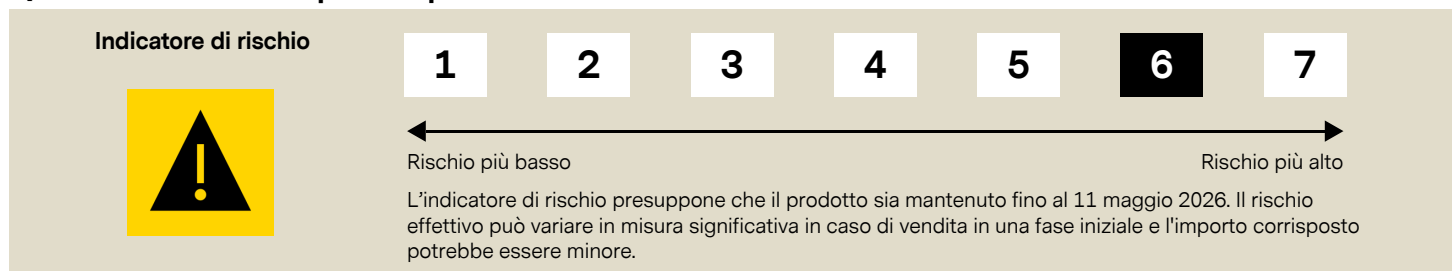 Indicatore di rischio
1 2 3 4 5 6 7
Rischio più basso
Rischio più alto
L'indicatore di rischio presuppone che il prodotto sia mantenuto fino al 11 maggio 2026. Il rischio
effettivo può variare in misura significativa in caso di vendita in una fase iniziale e l'importo corrisposto
potrebbe essere minore.